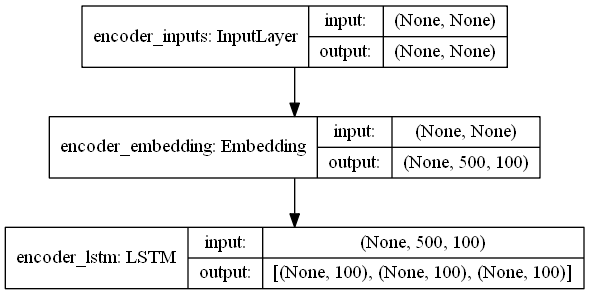 encoder_inputs: InputLayer
input:
(None, None)
output:
(None, None)
encoder_embedding: Embedding
input:
(None, None)
output:
(None, 500, 100)
encoder_lstm: LSTM
input:
(None, 500, 100)
output:
[(None, 100), (None, 100), (None, 100)]